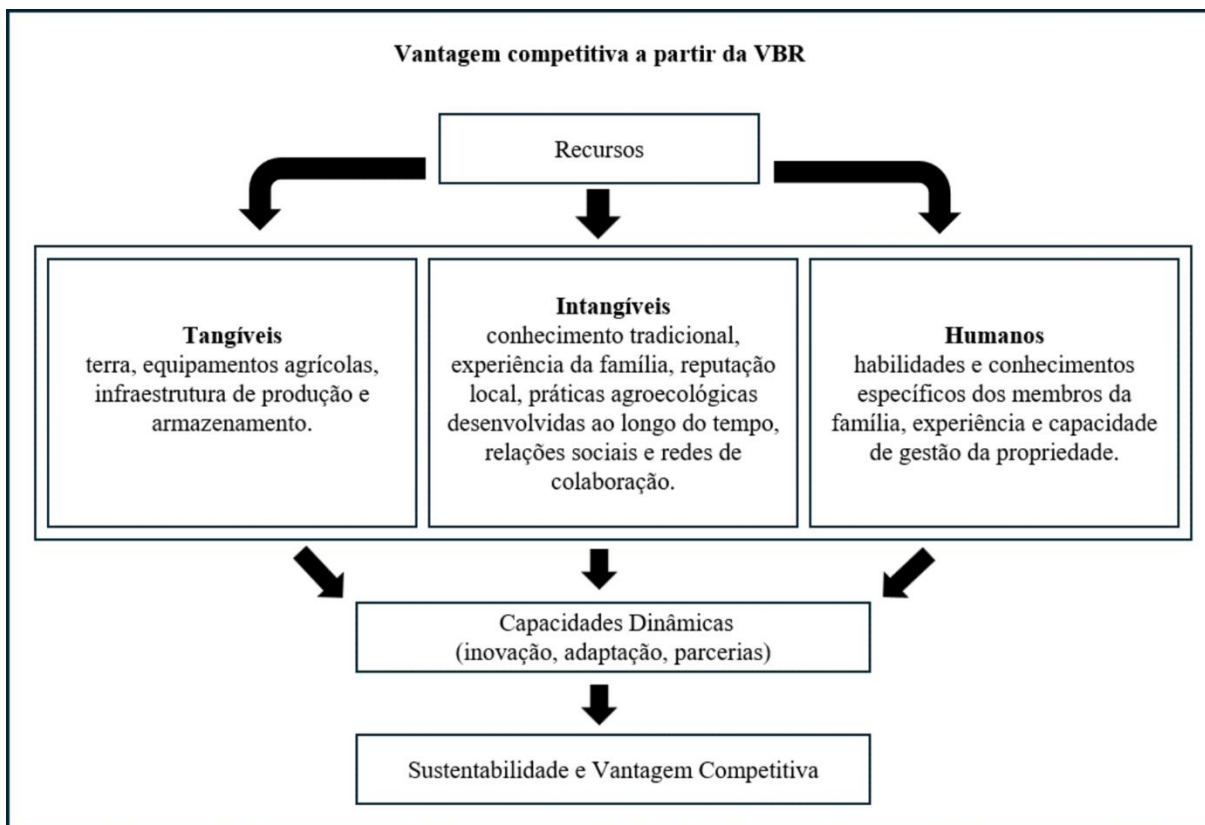 Vantagem competitiva a partir da VBR
Recursos
Tangíveis
terra, equipamentos agrícolas,
infraestrutura de produção e
armazenamento.
Intangíveis
conhecimento tradicional,
experiência da família, reputação
local, práticas agroecológicas
desenvolvidas ao longo do tempo,
relações sociais e redes de
colaboração.
Humanos
habilidades e conhecimentos
específicos dos membros da
família, experiência e capacidade
de gestão da propriedade.
Capacidades Dinâmicas
(inovação, adaptação, parcerias)
Sustentabilidade e Vantagem Competitiva